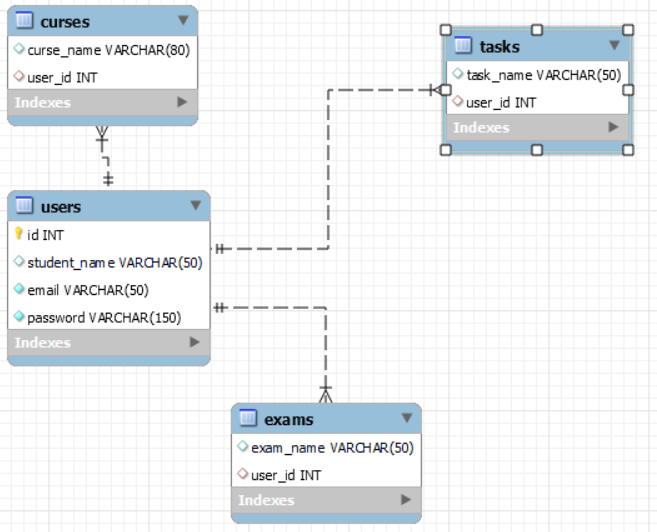 curses
curse_name VARCHAR(80)
user_id INT
Indexes
tasks
task_name VARCHAR(50)
user_id INT
Indexes
users
id INT
student_name VARCHAR(50)
email VARCHAR(50)
password VARCHAR(150)
Indexes
exams
exam_name VARCHAR(50)
user_id INT
Indexes